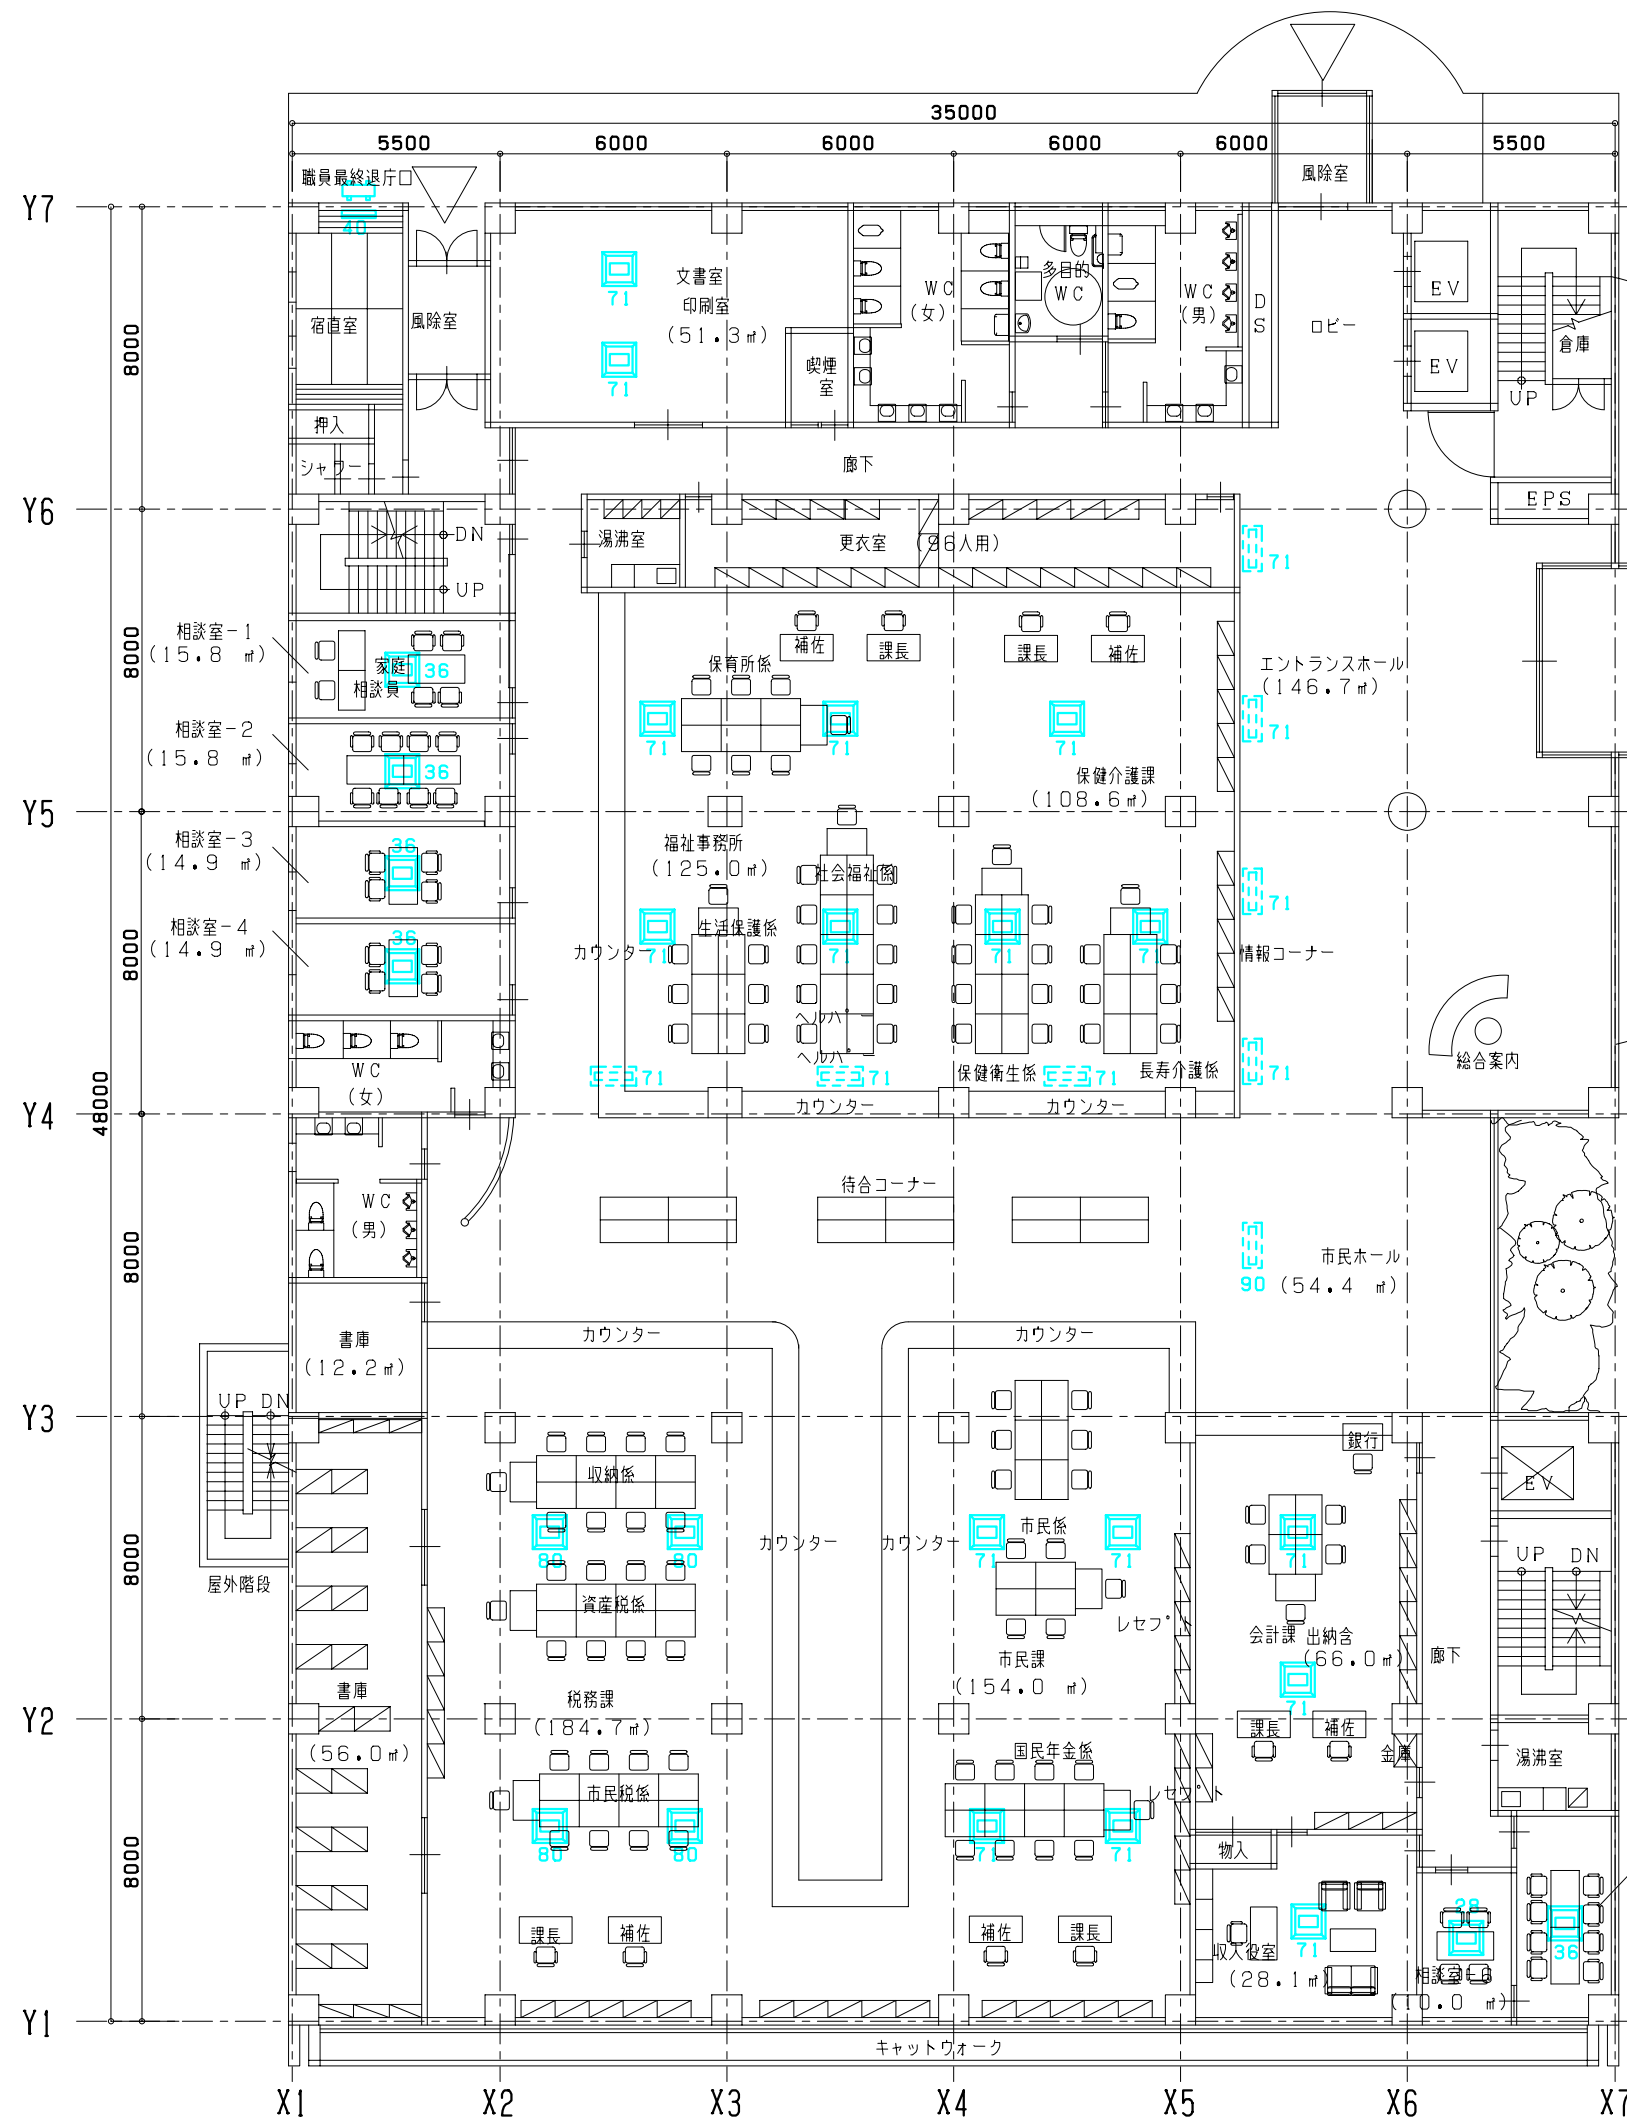 35000
5500
6000
6000
6000
6000
5500
職員最終退庁口
風除室
Y7
40
71
文書室
印刷室
(51.3㎡)
WC
(女)
多目的
WC
WC
(男)
DS
ロビー
EV
倉庫
宿直室
風除室
8000
71
喫煙室
EV
UP
押入
シャワー
廊下
Y6
EPS
湯沸室
更衣室
(96人用)
DN
71
UP
相談室-1
(15.8 ㎡)
家庭
相談員
36
8000
補佐
課長
課長
補佐
保育所係
エントランスホール
(146.7㎡)
相談室-2
(15.8 ㎡)
36
71
71
71
71
保健介護課
(108.6㎡)
Y5
相談室-3
(14.9 ㎡)
36
福祉事務所
(125.0㎡)
社会福祉係
71
相談室-4
(14.9 ㎡)
36
生活保護係
カウンター
71
71
71
71
情報コーナー
8000
ヘルパ
ヘルパ
総合案内
WC
(女)
71
71
71
71
保健衛生係
長寿介護係
48000
カウンター
カウンター
Y4
待合コーナー
WC
(男)
8000
市民ホール
90
(54.4 ㎡)
書庫
(12.2㎡)
カウンター
カウンター
UP
DN
Y3
銀行
収納係
EV
市民係
カウンター
カウンター
80
80
71
71
71
UP
DN
8000
屋外階段
資産税係
レセプト
会計課
出納含
(66.0㎡)
廊下
市民課
(154.0 ㎡)
書庫
税務課
(184.7㎡)
71
Y2
課長
補佐
(56.0㎡)
国民年金係
金庫
湯沸室
市民税係
レセプト
80
80
71
71
物入
8000
28
課長
補佐
補佐
課長
71
収入役室
(28.1㎡)
36
相談室-6
(10.0 ㎡)
Y1
キャットウォーク
X1
X2
X3
X4
X5
X6
X7